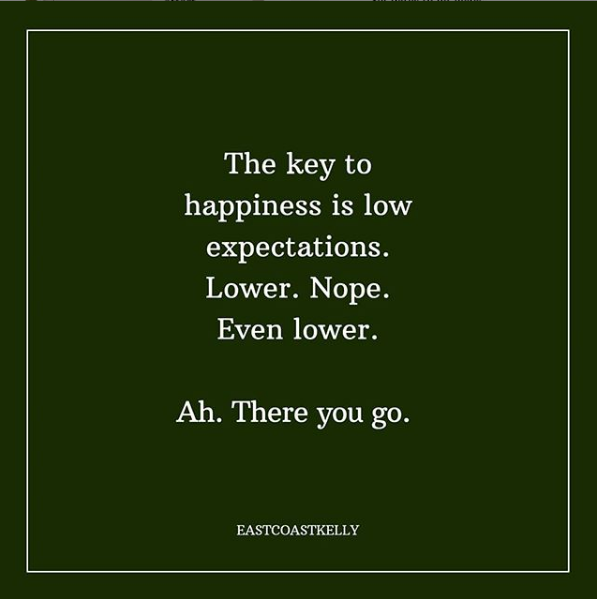 The key to
happiness is low
expectations.
Lower. Nope.
Even lower.
Ah. There you go.
EASTCOASTKELLY